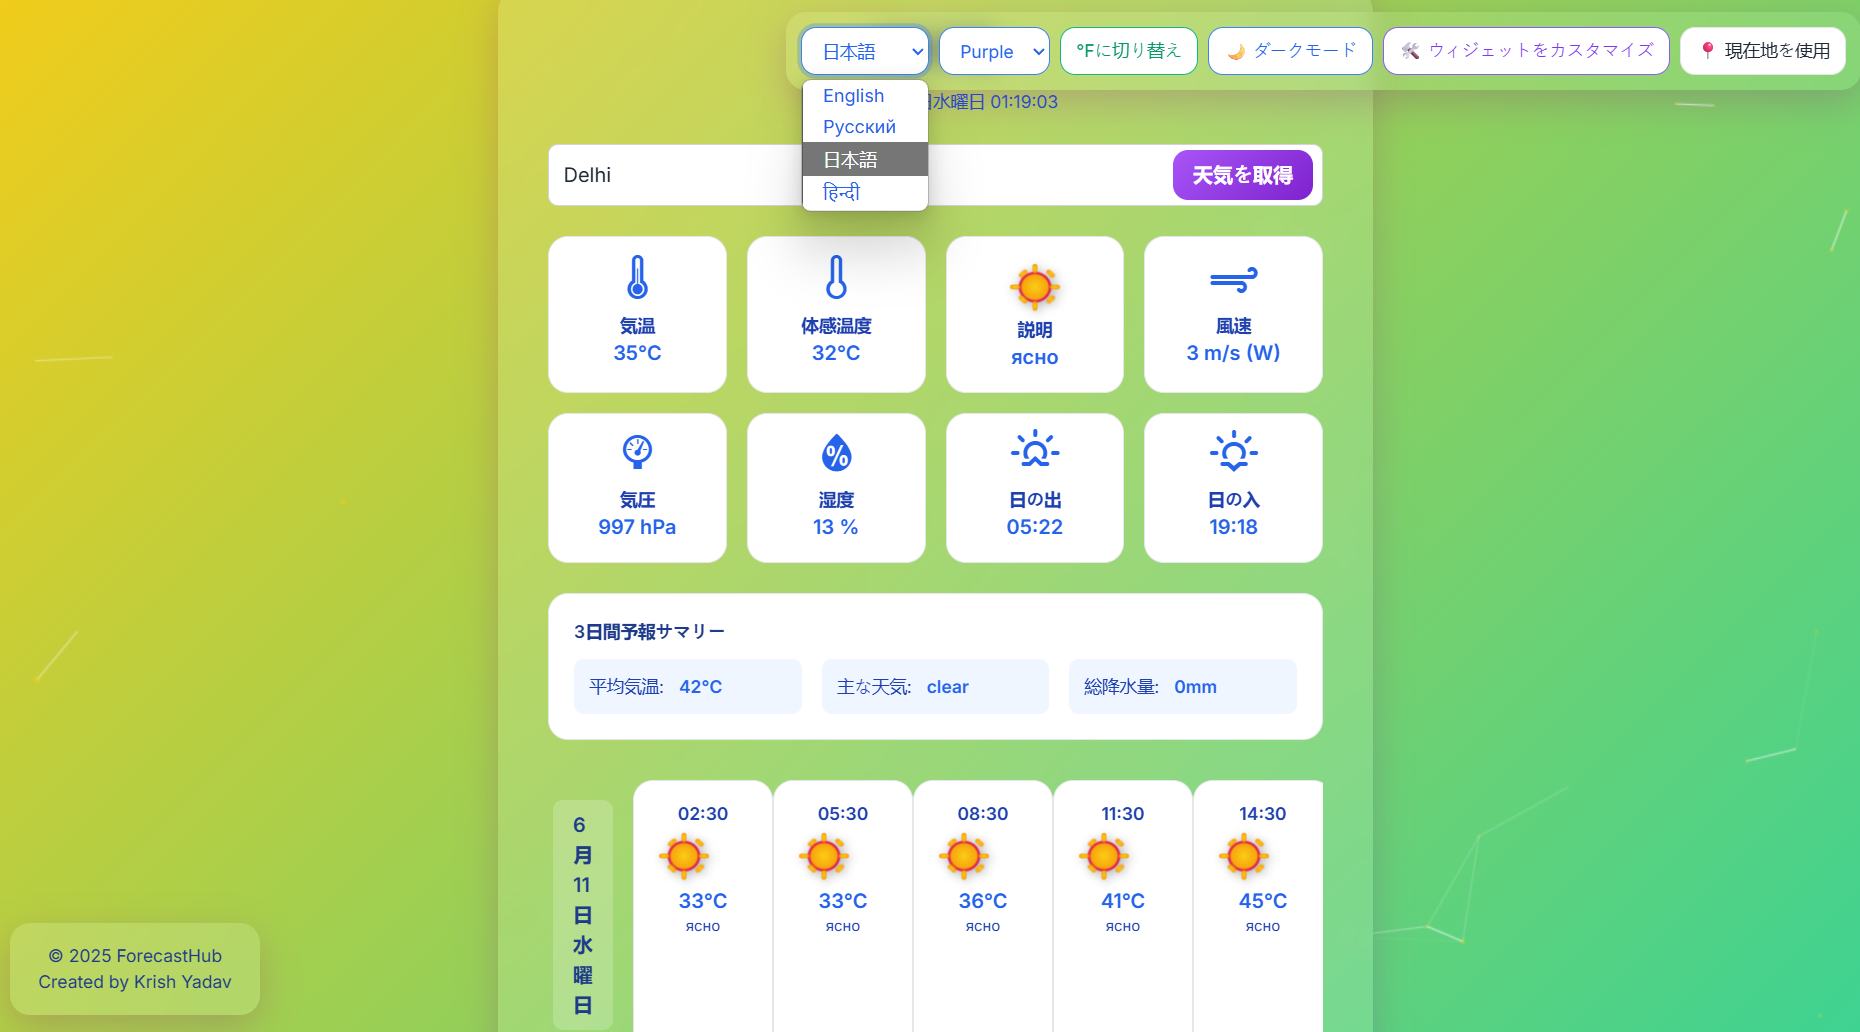 日本語
Purple
°Fに切り替え
🌙 ダークモード
🛠️ ウィジェットをカスタマイズ
📍 現在地を使用
English
Русский
日本語
हिन्दी
水曜日 01:19:03
Delhi
天気を取得
気温
35°C
体感温度
32°C
説明
ясно
風速
3 m/s (W)
気圧
997 hPa
湿度
13 %
日の出
05:22
日の入
19:18
3日間予報サマリー
平均気温: 42°C
主な天気: clear
総降水量: 0mm
6
月
11
日
水
曜
日
02:30
33°C
ясно
05:30
33°C
ясно
08:30
36°C
ясно
11:30
41°C
ясно
14:30
45°C
ясно
© 2025 ForecastHub
Created by Krish Yadav